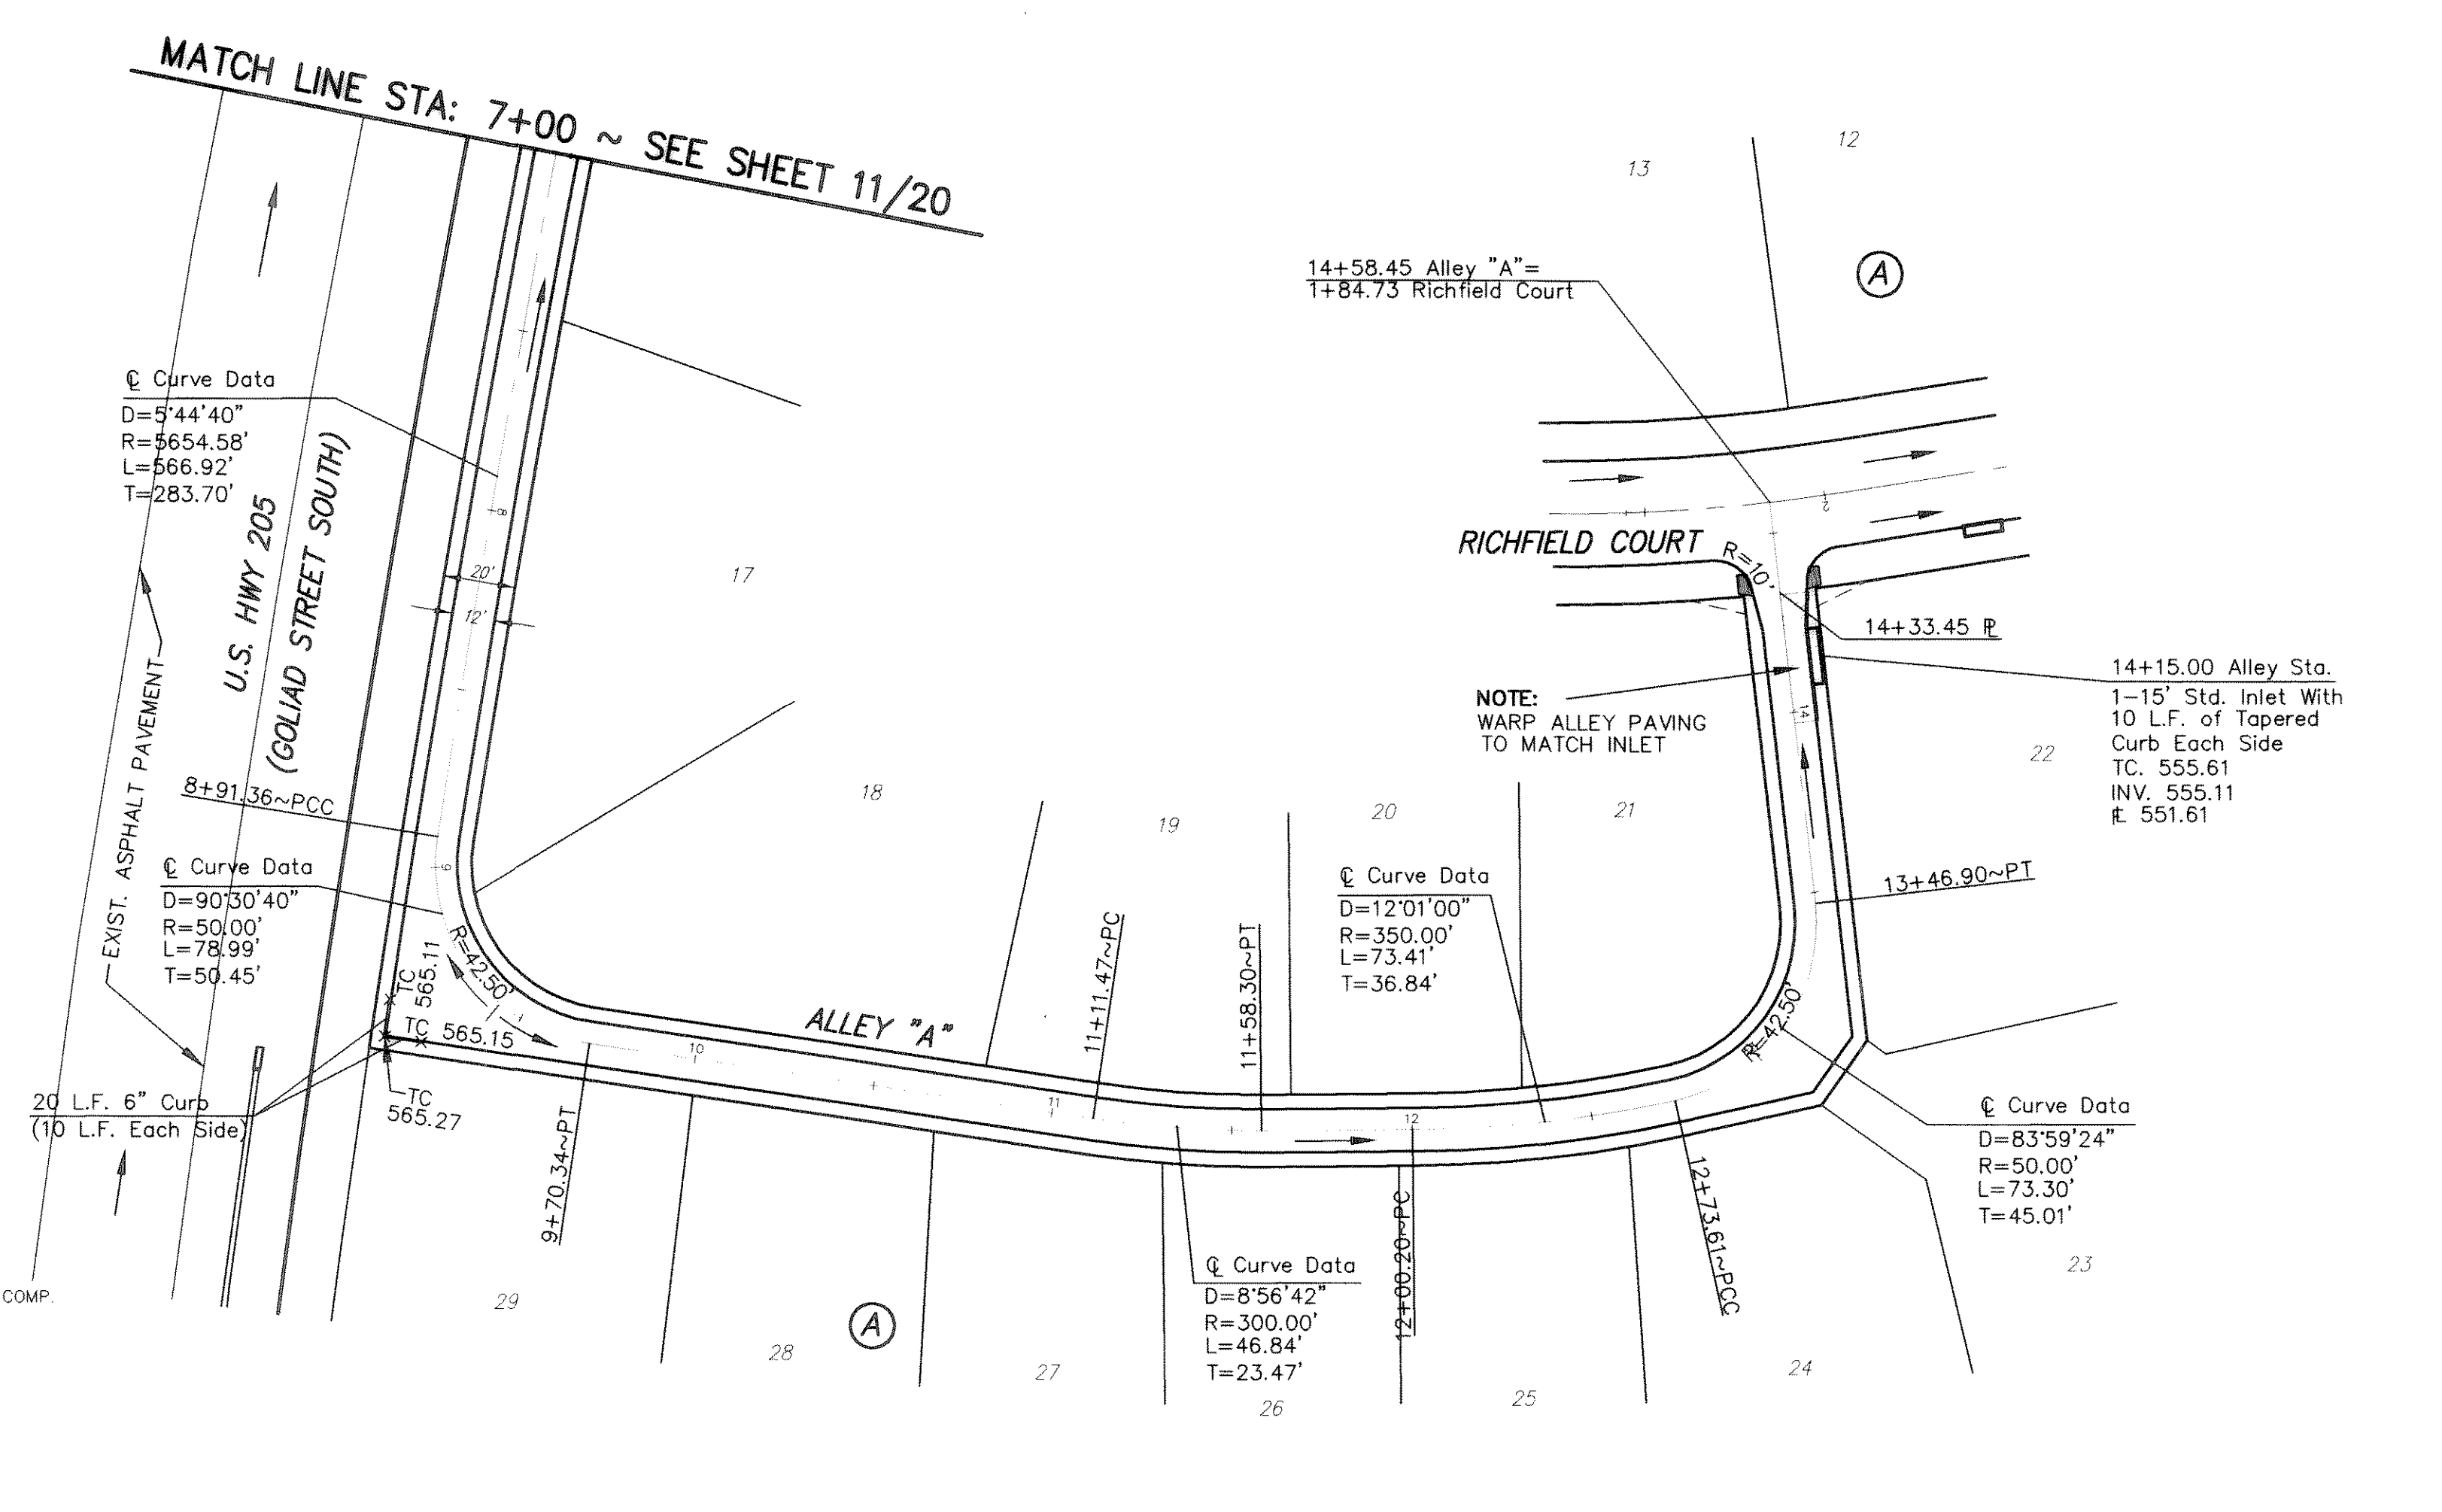 MATCH LINE STA: 7+00 ~ SEE SHEET 11/20
13
12
A
14+58.45 Alley "A"=
1+84.73 Richfield Court
℄ Curve Data
D=5°44'40"
R=5654.58'
L=566.92'
T=283.70'
U.S. HWY 205
(GOLIAD STREET SOUTH)
EXIST. ASPHALT PAVEMENT
8
20'
12'
17
2
RICHFIELD COURT
R=10'
14+33.45 ⅊
NOTE:
WARP ALLEY PAVING
TO MATCH INLET
14
14+15.00 Alley Sta.
1-15' Std. Inlet With
10 L.F. of Tapered
Curb Each Side
TC. 555.61
INV. 555.11
551.61
22
8+91.36~PCC
18
19
20
21
9
℄ Curve Data
D=90°30'40"
R=50.00'
L=78.99'
T=50.45'
R=42.50'
TC
565.11
TC 565.15
TC
565.27
20 L.F. 6" Curb
(10 L.F. Each Side)
ALLEY "A"
10
11
12
9+70.34~PT
11+11.47~PC
11+58.30~PT
℄ Curve Data
D=12°01'00"
R=350.00'
L=73.41'
T=36.84'
13+46.90~PT
R=42.50'
℄ Curve Data
D=83°59'24"
R=50.00'
L=73.30'
T=45.01'
12+00.20~PC
12+73.61~PCC
℄ Curve Data
D=8°56'42"
R=300.00'
L=46.84'
T=23.47'
COMP.
29
28
A
27
26
25
24
23